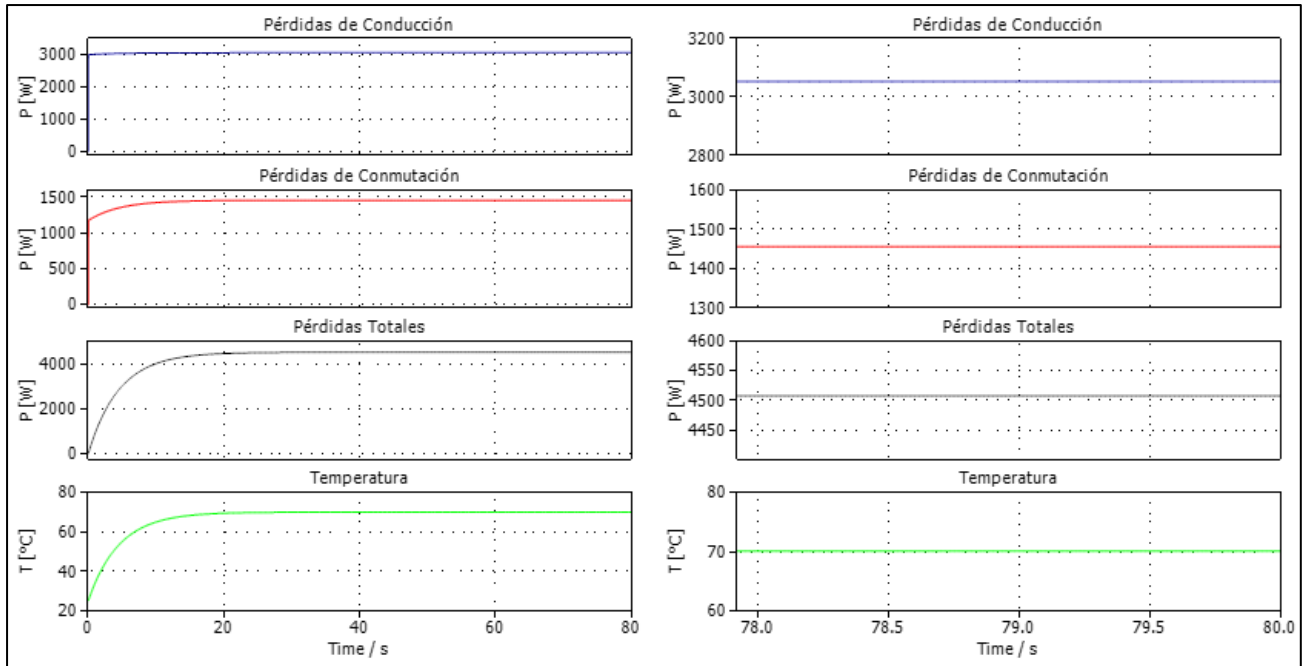 Pérdidas de Conducción
3000
2000
1000
0
P [W]
Pérdidas de Conmutación
1500
1000
500
0
P [W]
Pérdidas Totales
4000
2000
0
P [W]
Temperatura
80
60
40
20
T [ºC]
0 20 40 60 80
Time / s
Pérdidas de Conducción
3200
3000
2800
P [W]
Pérdidas de Conmutación
1600
1500
1400
1300
P [W]
Pérdidas Totales
4600
4550
4500
4450
P [W]
Temperatura
80
70
60
T [ºC]
78.0 78.5 79.0 79.5 80.0
Time / s